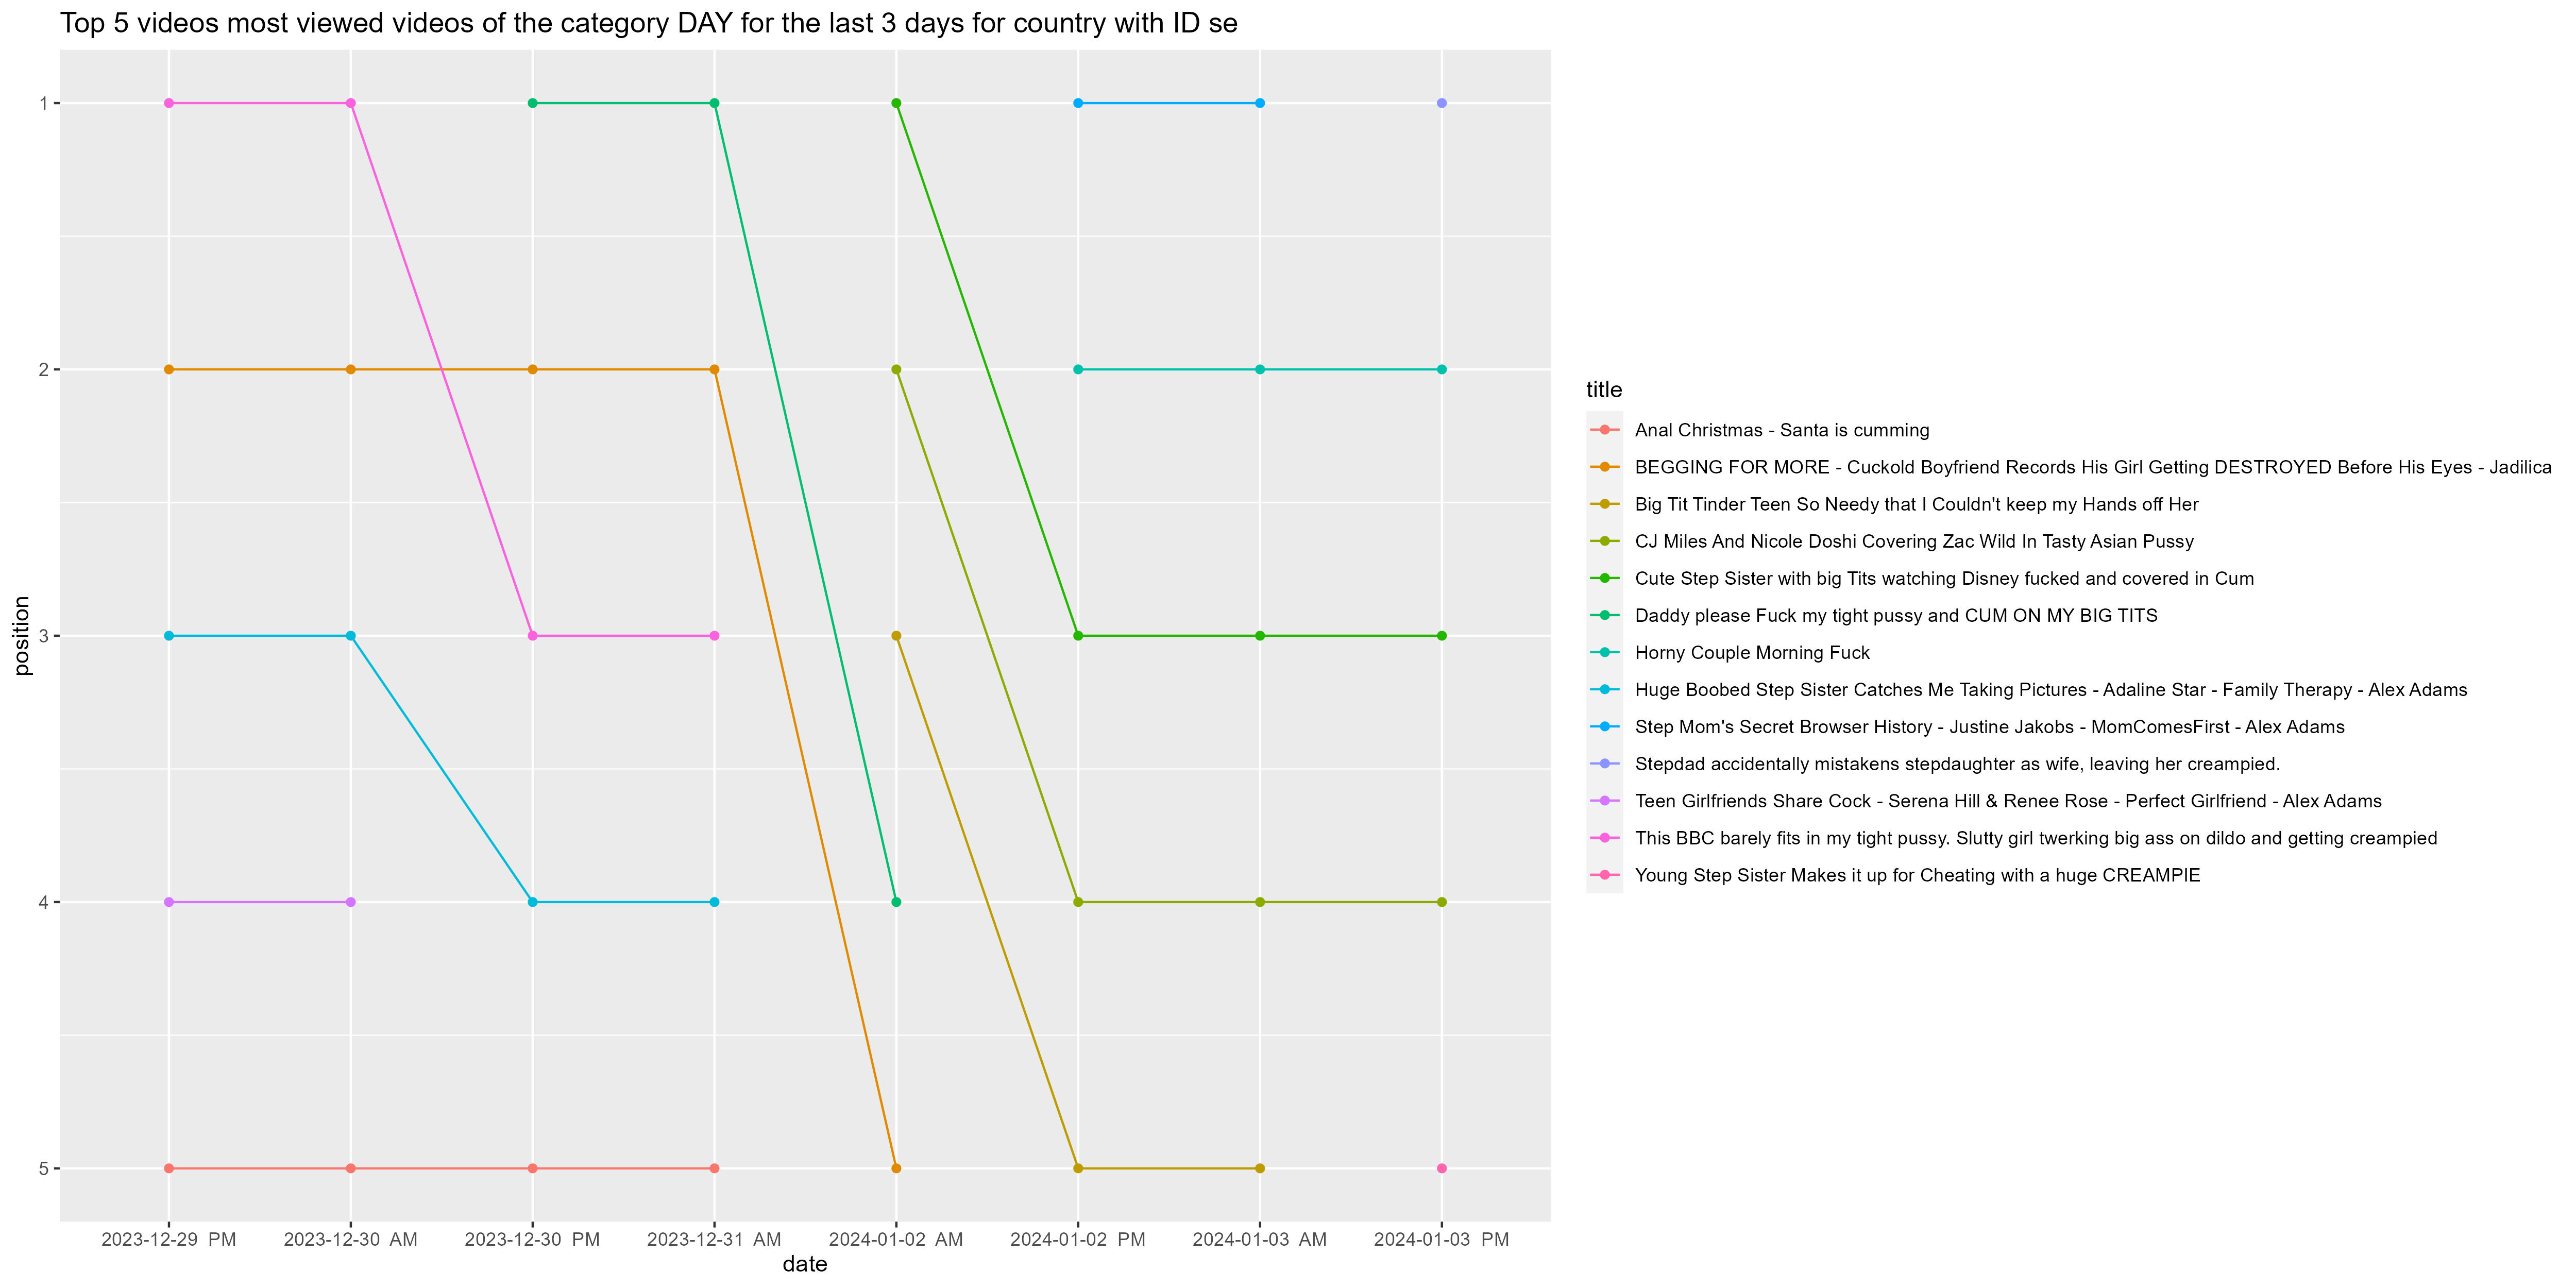 Top 5 videos most viewed videos of the category DAY for the last 3 days for country with ID se
position
1
2
3
4
5
2023-12-29 PM
2023-12-30 AM
2023-12-30 PM
2023-12-31 AM
2024-01-02 AM
2024-01-02 PM
2024-01-03 AM
2024-01-03 PM
date
title
Anal Christmas - Santa is cumming
BEGGING FOR MORE - Cuckold Boyfriend Records His Girl Getting DESTROYED Before His Eyes - Jadilica
Big Tit Tinder Teen So Needy that I Couldn't keep my Hands off Her
CJ Miles And Nicole Doshi Covering Zac Wild In Tasty Asian Pussy
Cute Step Sister with big Tits watching Disney fucked and covered in Cum
Daddy please Fuck my tight pussy and CUM ON MY BIG TITS
Horny Couple Morning Fuck
Huge Boobed Step Sister Catches Me Taking Pictures - Adaline Star - Family Therapy - Alex Adams
Step Mom's Secret Browser History - Justine Jakobs - MomComesFirst - Alex Adams
Stepdad accidentally mistakens stepdaughter as wife, leaving her creampied.
Teen Girlfriends Share Cock - Serena Hill & Renee Rose - Perfect Girlfriend - Alex Adams
This BBC barely fits in my tight pussy. Slutty girl twerking big ass on dildo and getting creampied
Young Step Sister Makes it up for Cheating with a huge CREAMPIE